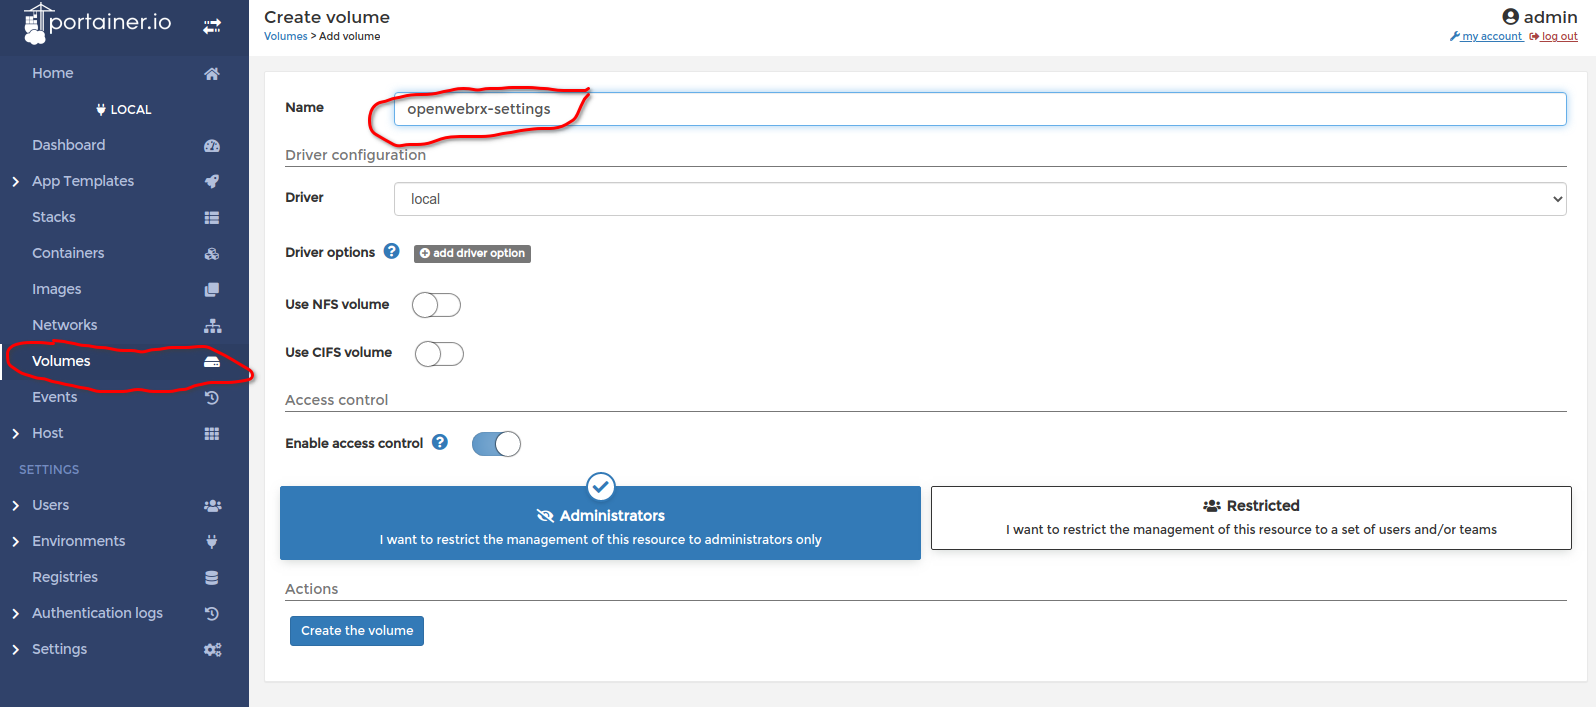 portainer.io
Home
LOCAL
Dashboard
App Templates
Stacks
Containers
Images
Networks
Volumes
Events
Host
SETTINGS
Users
Environments
Registries
Authentication logs
Settings
Create volume
Volumes > Add volume
admin
my account log out
Name openwebrx-settings
Driver configuration
Driver local
Driver options add driver option
Use NFS volume
Use CIFS volume
Access control
Enable access control
Administrators
I want to restrict the management of this resource to administrators only
Restricted
I want to restrict the management of this resource to a set of users and/or teams
Actions
Create the volume